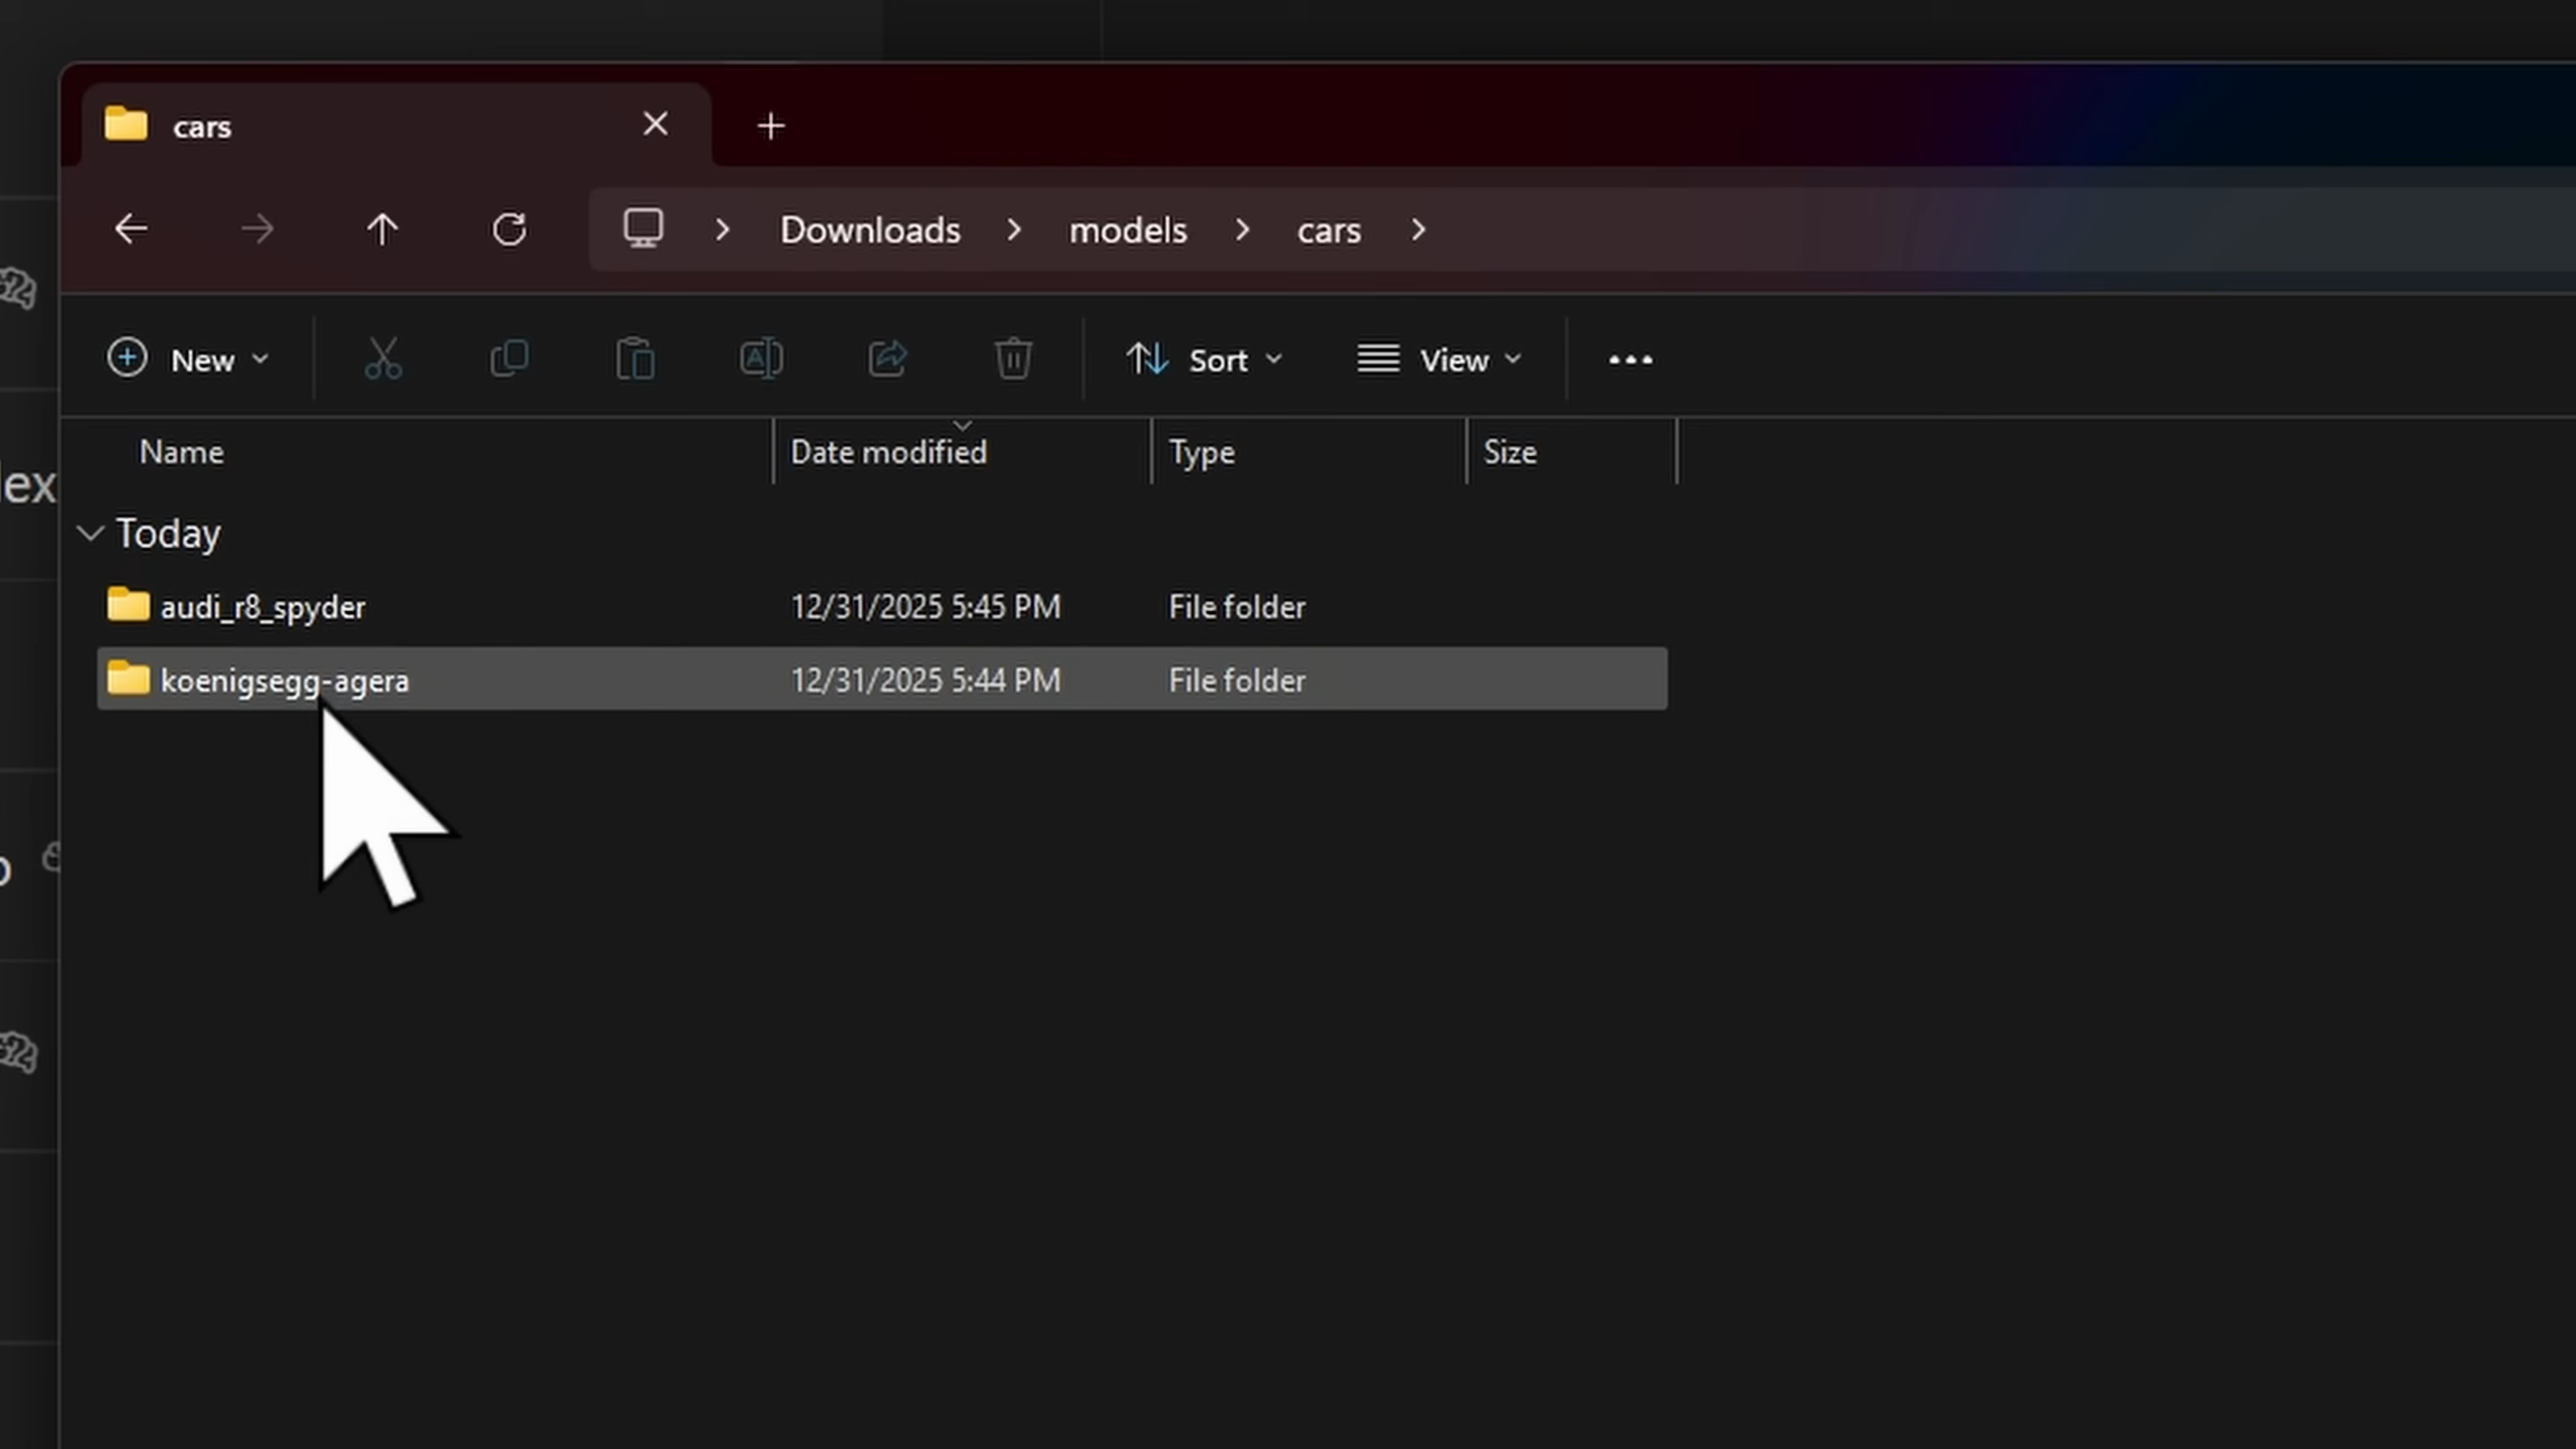 cars
Downloads > models > cars >
New
Sort
View
Name
Date modified
Type
Size
Today
audi_r8_spyder 12/31/2025 5:45 PM File folder
koenigsegg-agera 12/31/2025 5:44 PM File folder